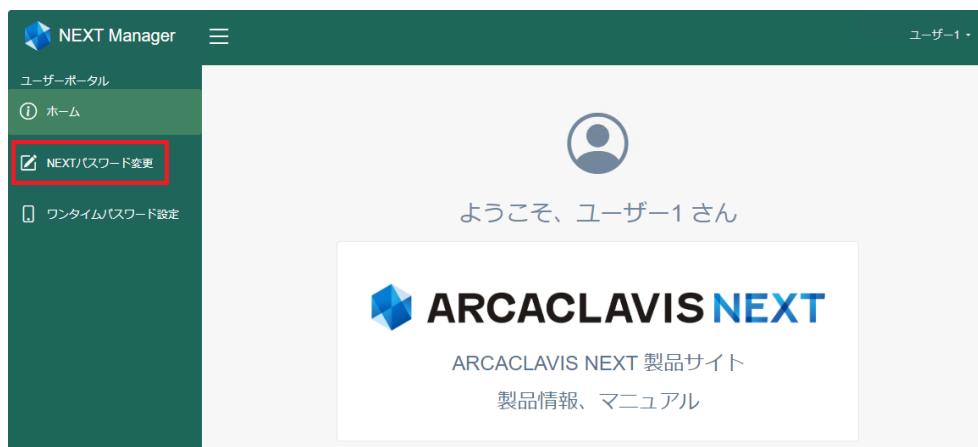 NEXT Manager
ユーザー1
ユーザーポータル
ホーム
NEXTパスワード変更
ワンタイムパスワード設定
ようこそ、ユーザー1 さん
ARCACLAVIS NEXT
ARCACLAVIS NEXT 製品サイト
製品情報、マニュアル